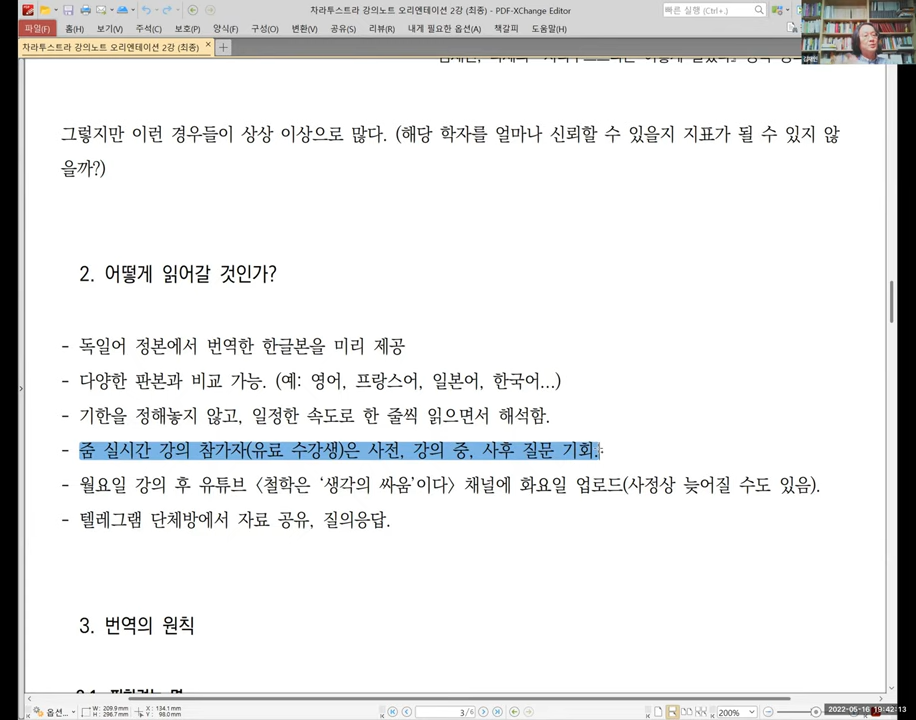 차라투스트라 강의노트 오리엔테이션 2강 (최종) - PDF-XChange Editor
빠른 실행 (Ctrl+.)
파일(F) 홈(H) 보기(V) 주석(C) 보호(P) 양식(F) 구성(O) 변환(V) 공유(S) 리뷰(R) 내게 필요한 옵션(A) 책갈피 도움말(H)
차라투스트라 강의노트 오리엔테이션 2강 (최종)
그렇지만 이런 경우들이 상상 이상으로 많다. (해당 학자를 얼마나 신뢰할 수 있을지 지표가 될 수 있지 않
을까?)
2. 어떻게 읽어갈 것인가?
- 독일어 정본에서 번역한 한글본을 미리 제공
- 다양한 판본과 비교 가능. (예: 영어, 프랑스어, 일본어, 한국어...)
- 기한을 정해놓지 않고, 일정한 속도로 한 줄씩 읽으면서 해석함.
- 줌 실시간 강의 참가자(유료 수강생)은 사전, 강의 중, 사후 질문 기회.
- 월요일 강의 후 유튜브 〈철학은 ‘생각의 싸움’이다〉 채널에 화요일 업로드(사정상 늦어질 수도 있음).
- 텔레그램 단체방에서 자료 공유, 질의응답.
3. 번역의 원칙
옵션... W: 209.9mm X: 134.1mm 3/6 200% 2022-05-16 19:42:13
H: 296.7mm Y: 98.0mm